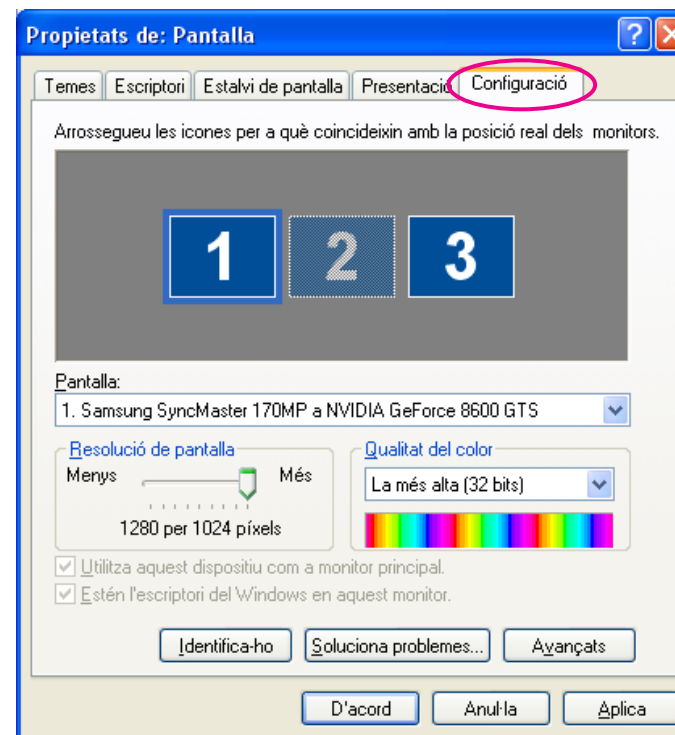 Propietats de: Pantalla
Temes Escriptori Estalvi de pantalla Presentació Configuració
Arrossegueu les icones per a què coincideixin amb la posició real dels monitors.
1 2 3
Pantalla:
1. Samsung SyncMaster 170MP a NVIDIA GeForce 8600 GTS
Resolució de pantalla
Menys Més
1280 per 1024 píxels
Qualitat del color
La més alta (32 bits)
Utilitza aquest dispositiu com a monitor principal.
Estén l'escriptori del Windows en aquest monitor.
Identifica-ho Soluciona problemes... Avançats
D'acord Anul·la Aplica